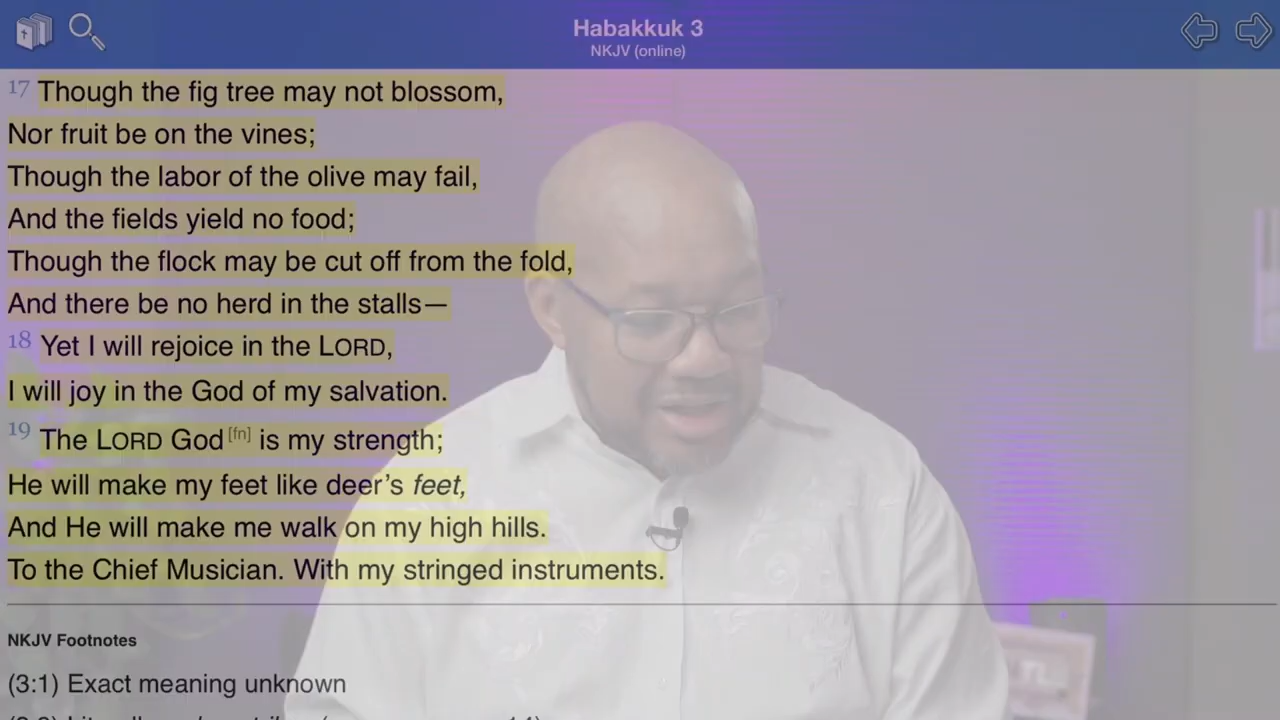 Habakkuk 3
NKJV (online)
17 Though the fig tree may not blossom,
Nor fruit be on the vines;
Though the labor of the olive may fail,
And the fields yield no food;
Though the flock may be cut off from the fold,
And there be no herd in the stalls—
18 Yet I will rejoice in the LORD,
I will joy in the God of my salvation.
19 The LORD God[fn] is my strength;
He will make my feet like deer’s feet,
And He will make me walk on my high hills.
To the Chief Musician. With my stringed instruments.
NKJV Footnotes
(3:1) Exact meaning unknown